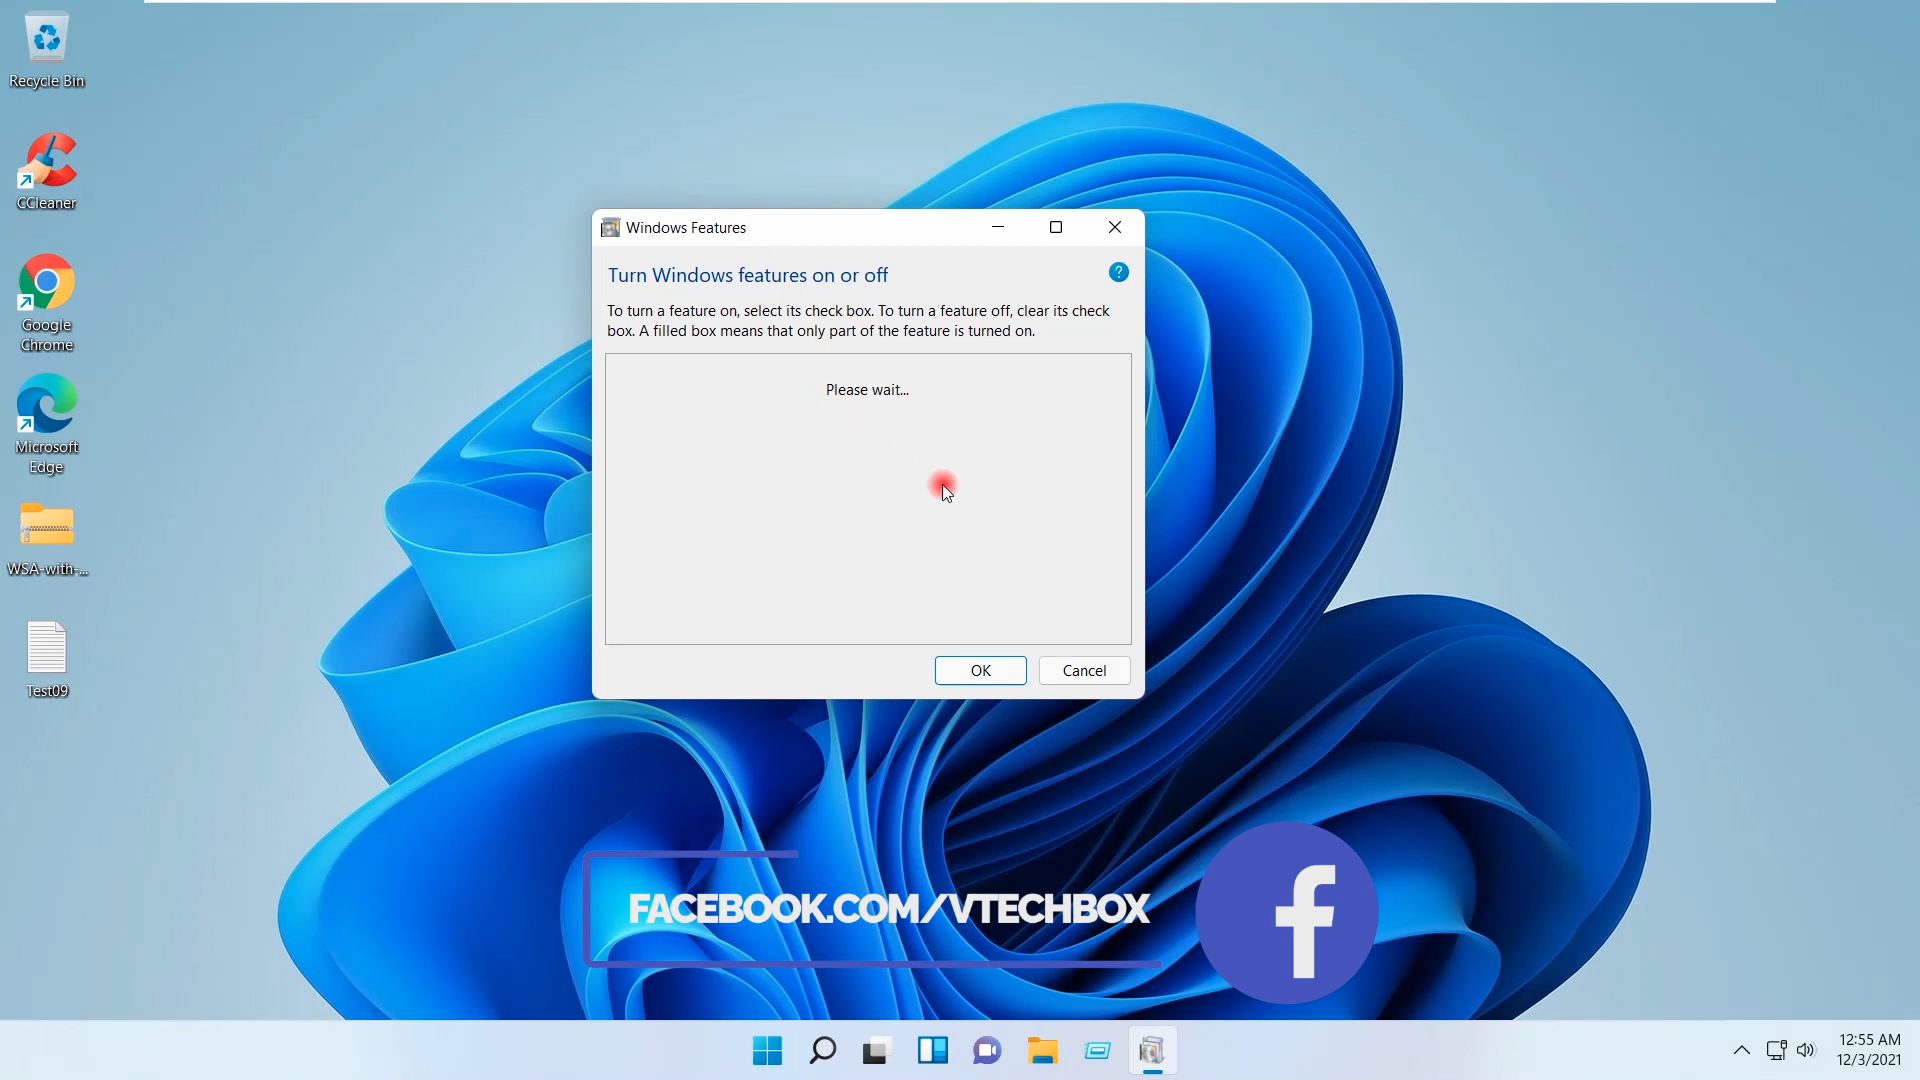 Recycle Bin
CCleaner
Google
Chrome
Microsoft
Edge
WSA-with-...
Test09
Windows Features
Turn Windows features on or off
?
To turn a feature on, select its check box. To turn a feature off, clear its check
box. A filled box means that only part of the feature is turned on.
Please wait...
OK
Cancel
FACEBOOK.COM/VTECHBOX
f
12:55 AM
12/3/2021